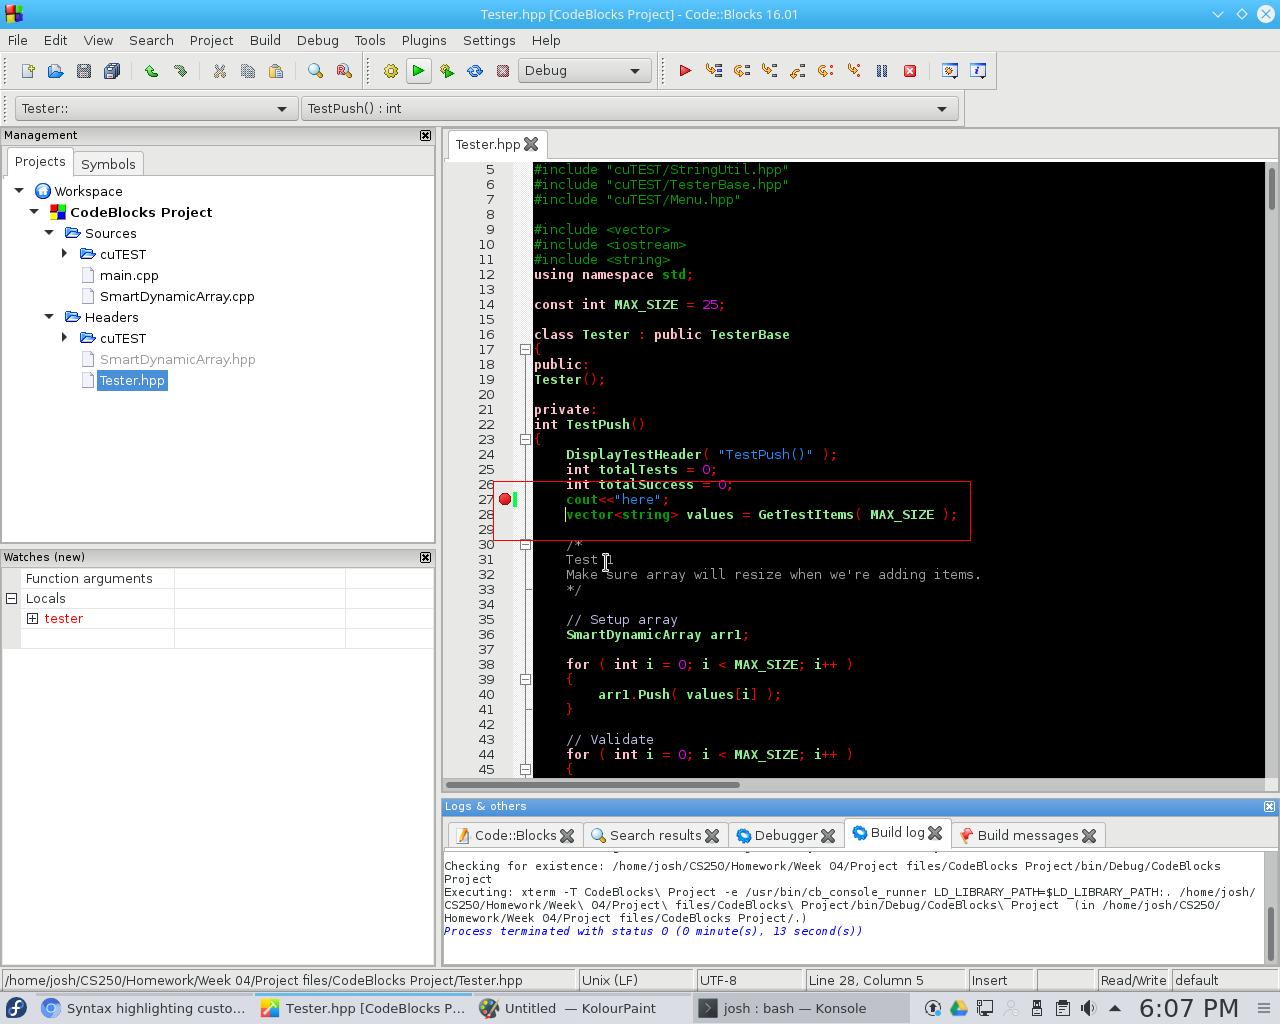 Tester.hpp [CodeBlocks Project] - Code::Blocks 16.01
File Edit View Search Project Build Debug Tools Plugins Settings Help
Debug
Tester:: TestPush() : int
Management
Projects Symbols
Workspace
CodeBlocks Project
Sources
cuTEST
main.cpp
SmartDynamicArray.cpp
Headers
cuTEST
SmartDynamicArray.hpp
Tester.hpp
Watches (new)
Function arguments
Locals
tester
Tester.hpp
5 #include "cuTEST/StringUtil.hpp"
6 #include "cuTEST/TesterBase.hpp"
7 #include "cuTEST/Menu.hpp"
8
9 #include <vector>
10 #include <iostream>
11 #include <string>
12 using namespace std;
13
14 const int MAX_SIZE = 25;
15
16 class Tester : public TesterBase
17 {
18 public:
19 Tester();
20
21 private:
22 int TestPush()
23 {
24 DisplayTestHeader( "TestPush()" );
25 int totalTests = 0;
26 int totalSuccess = 0;
27 cout<<"here";
28 vector<string> values = GetTestItems( MAX_SIZE );
29
30 /*
31 Test 1
32 Make sure array will resize when we're adding items.
33 */
34
35 // Setup array
36 SmartDynamicArray arr1;
37
38 for ( int i = 0; i < MAX_SIZE; i++ )
39 {
40 arr1.Push( values[i] );
41 }
42
43 // Validate
44 for ( int i = 0; i < MAX_SIZE; i++ )
45 {
Logs & others
Code::Blocks Search results Debugger Build log Build messages
Checking for existence: /home/josh/CS250/Homework/Week 04/Project files/CodeBlocks Project/bin/Debug/CodeBlocks
Project
Executing: xterm -T CodeBlocks\ Project -e /usr/bin/cb_console_runner LD_LIBRARY_PATH=$LD_LIBRARY_PATH:. /home/josh/
CS250/Homework/Week\ 04/Project\ files/CodeBlocks\ Project/bin/Debug/CodeBlocks\ Project (in /home/josh/CS250/
Homework/Week 04/Project files/CodeBlocks Project/.)
Process terminated with status 0 (0 minute(s), 13 second(s))
/home/josh/CS250/Homework/Week 04/Project files/CodeBlocks Project/Tester.hpp Unix (LF) UTF-8 Line 28, Column 5 Insert Read/Write default
Syntax highlighting custo... Tester.hpp [CodeBlocks P... Untitled — KolourPaint josh : bash — Konsole 6:07 PM